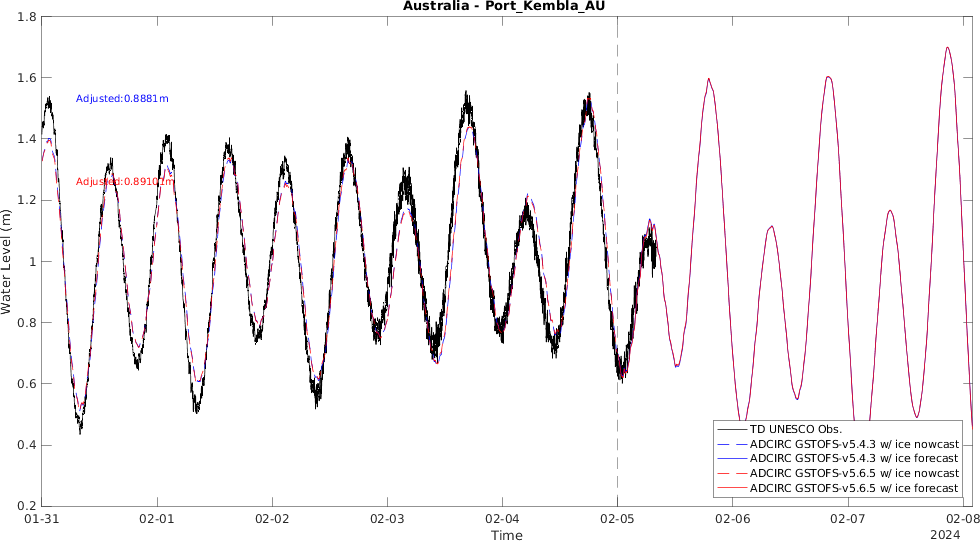 Australia - Port_Kembla_AU
1.8
1.6
1.4
1.2
1
0.8
0.6
0.4
0.2
Water Level (m)
Adjusted:0.8881m
TD UNESCO Obs.
ADCIRC GSTOFS-v5.4.3 w/ ice nowcast
ADCIRC GSTOFS-v5.4.3 w/ ice forecast
ADCIRC GSTOFS-v5.6.5 w/ ice nowcast
ADCIRC GSTOFS-v5.6.5 w/ ice forecast
01-31
02-01
02-02
02-03
02-04
02-05
02-06
02-07
02-08
Time
2024